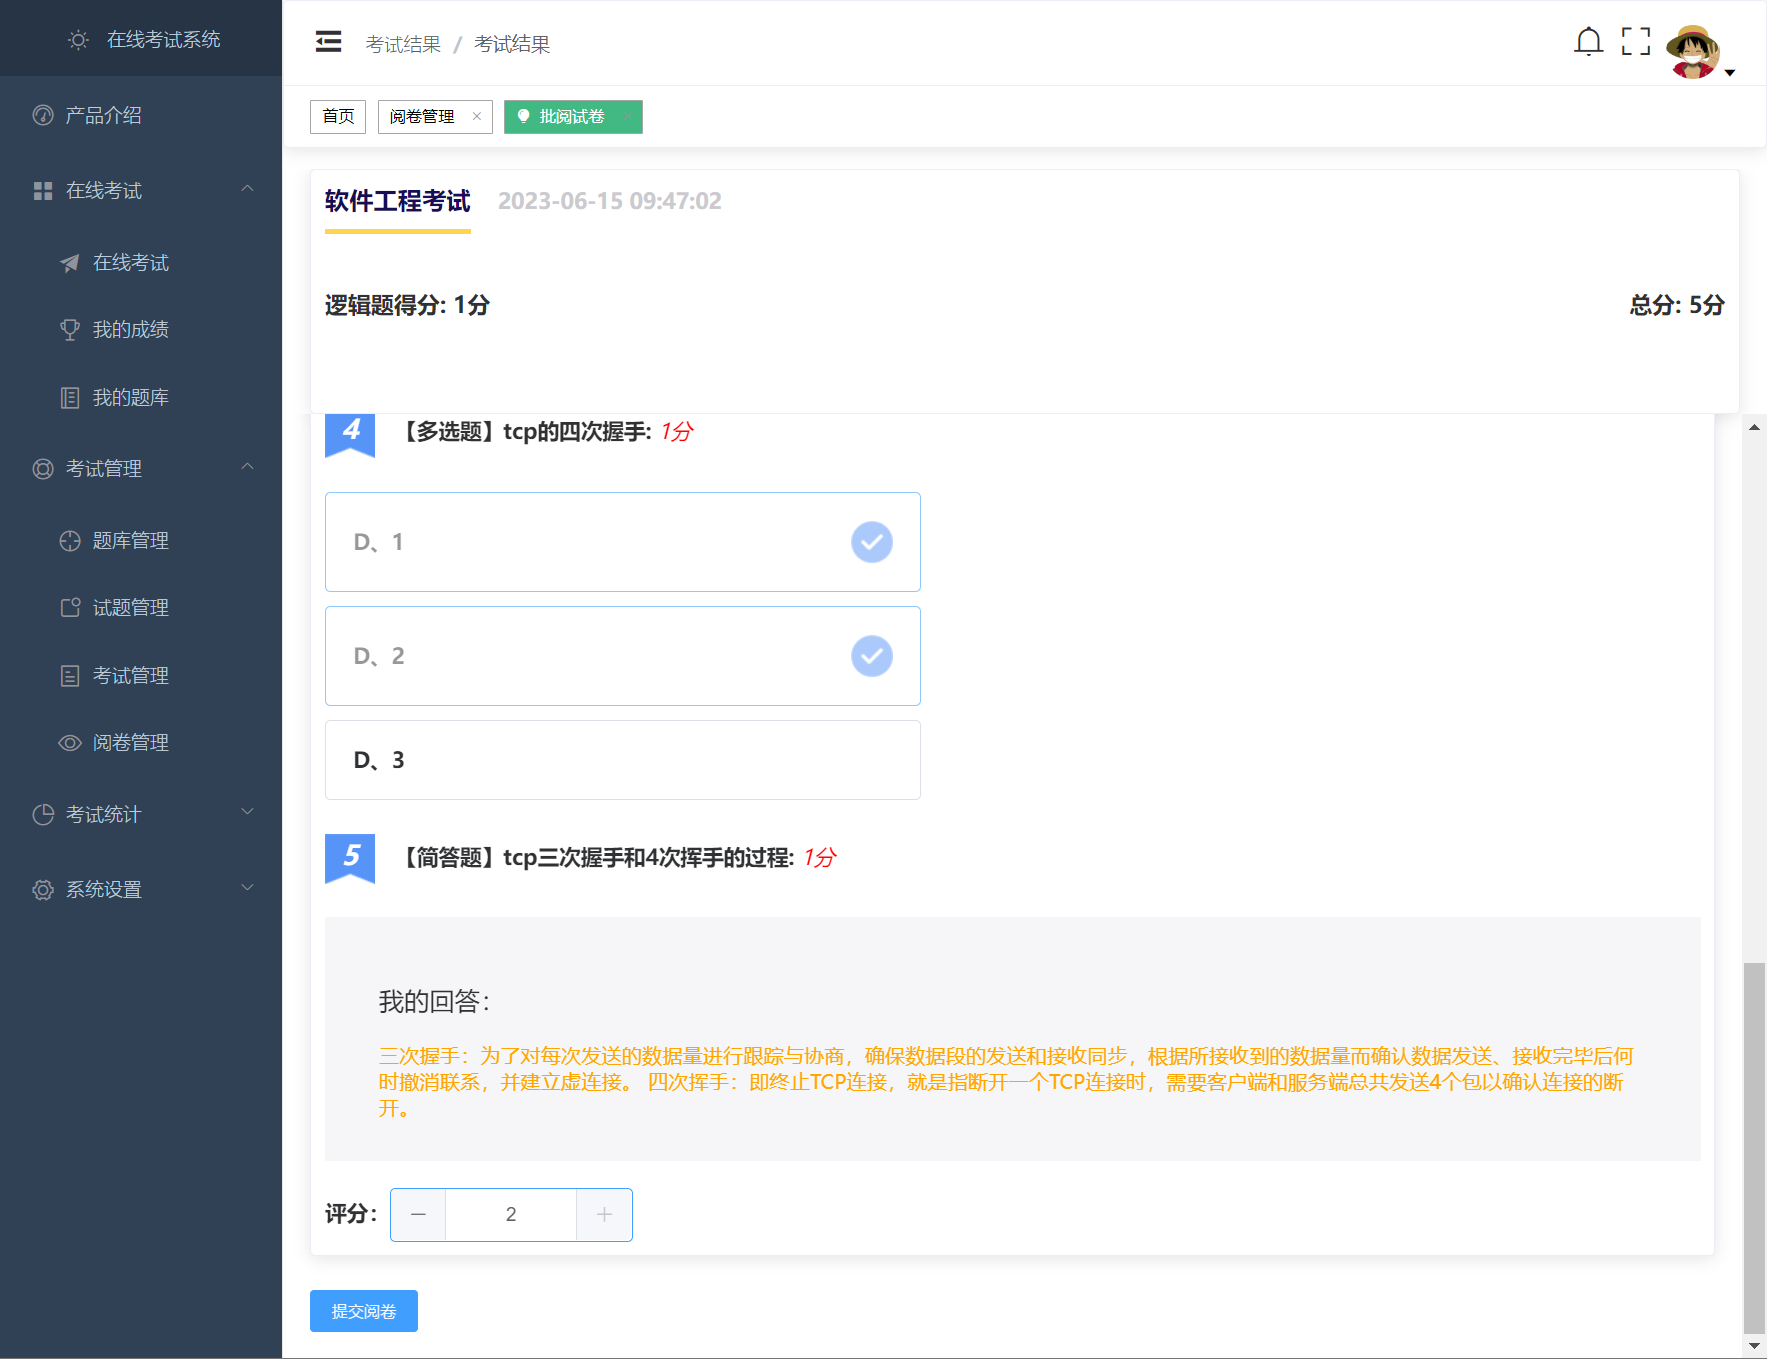 在线考试系统
产品介绍
在线考试
在线考试
我的成绩
我的题库
考试管理
题库管理
试题管理
考试管理
阅卷管理
考试统计
系统设置
考试结果 / 考试结果
首页
阅卷管理 ×
批阅试卷
软件工程考试 2023-06-15 09:47:02
逻辑题得分: 1分
总分: 5分
4 【多选题】tcp的四次握手: 1分
D、1
D、2
D、3
5 【简答题】tcp三次握手和4次挥手的过程: 1分
我的回答：
三次握手：为了对每次发送的数据量进行跟踪与协商，确保数据段的发送和接收同步，根据所接收到的数据量而确认数据发送、接收完毕后何
时撤消联系，并建立虚连接。 四次挥手：即终止TCP连接，就是指断开一个TCP连接时，需要客户端和服务端总共发送4个包以确认连接的断
开。
评分： 2
提交阅卷